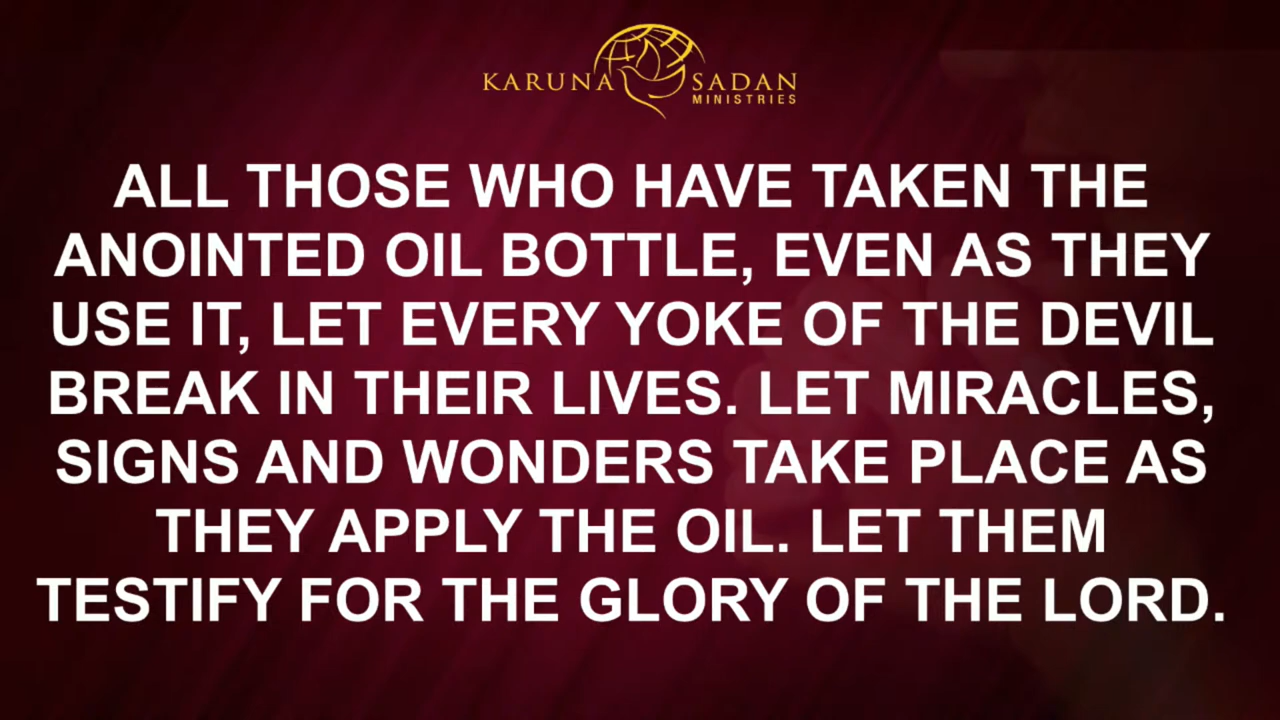 KARUNA SADAN
MINISTRIES
ALL THOSE WHO HAVE TAKEN THE
ANOINTED OIL BOTTLE, EVEN AS THEY
USE IT, LET EVERY YOKE OF THE DEVIL
BREAK IN THEIR LIVES. LET MIRACLES,
SIGNS AND WONDERS TAKE PLACE AS
THEY APPLY THE OIL. LET THEM
TESTIFY FOR THE GLORY OF THE LORD.